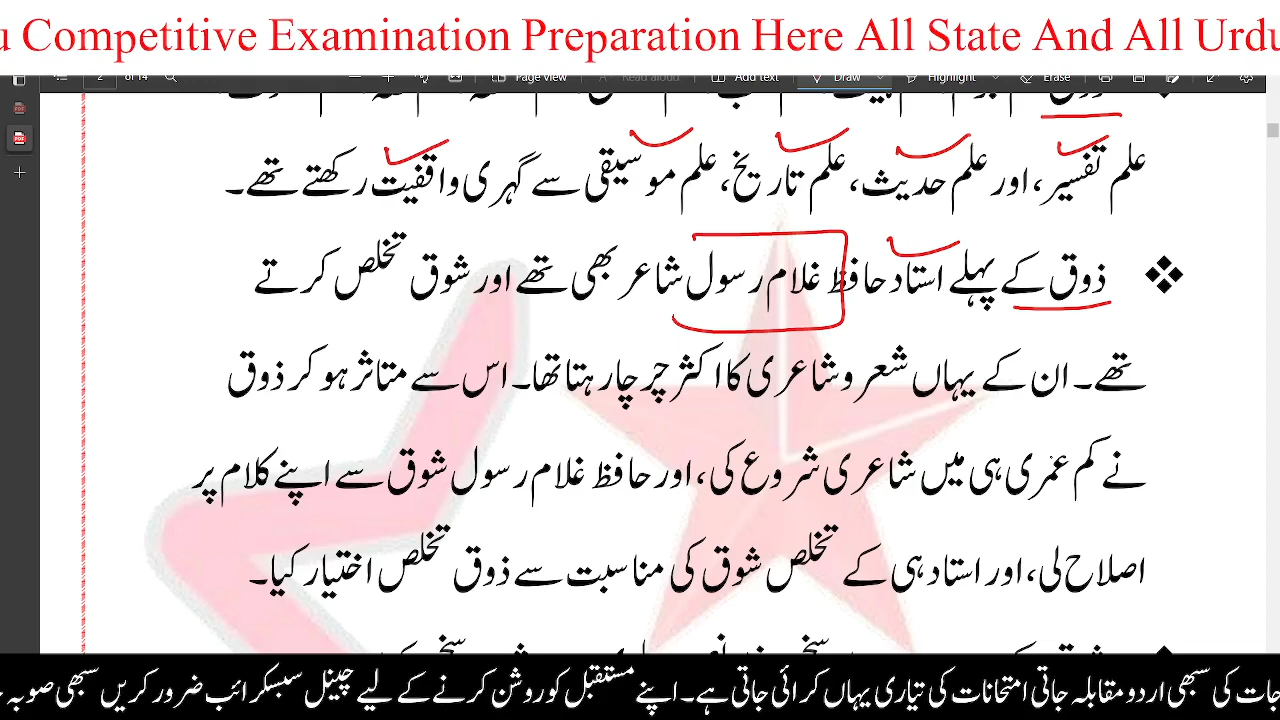 u Competitive Examination Preparation Here All State And All Urdu
2 of 14 Page view Read aloud Add text Draw Highlight Erase
علم تفسیر، اور علم حدیث، علم تاریخ، علم موسیقی سے گہری واقفیت رکھتے تھے۔
ذوق کے پہلے استاد حافظ غلام رسول شاعر بھی تھے اور شوق تخلص کرتے
تھے۔ ان کے یہاں شعر و شاعری کا اکثر چرچا رہتا تھا۔ اس سے متاثر ہو کر ذوق
نے کم عمری ہی میں شاعری شروع کی، اور حافظ غلام رسول شوق سے اپنے کلام پر
اصلاح لی، اور استاد ہی کے تخلص شوق کی مناسبت سے ذوق تخلص اختیار کیا۔
جات کی سبھی اردو مقابلہ جاتی امتحانات کی تیاری یہاں کرائی جاتی ہے۔ اپنے مستقبل کو روشن کرنے کے لیے چینل سبسکرائب ضرور کریں سبھی صوبہ